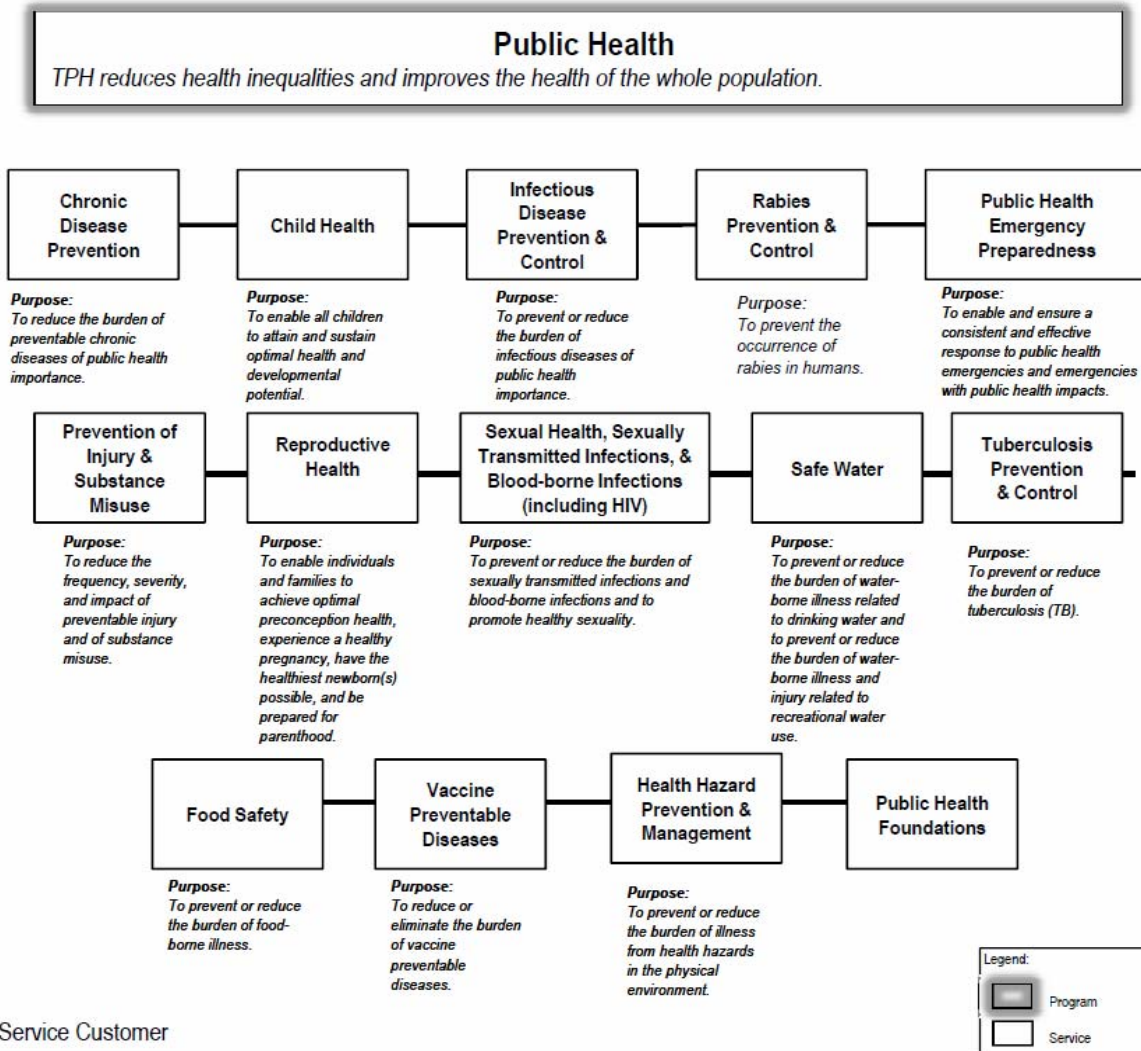 Public Health
TPH reduces health inequalities and improves the health of the whole population.
Chronic
Disease
Prevention
Child Health
Infectious
Disease
Prevention &
Control
Rabies
Prevention &
Control
Public Health
Emergency
Preparedness
Purpose:
To reduce the burden of
preventable chronic
diseases of public health
importance.
Purpose:
To enable all children
to attain and sustain
optimal health and
developmental
potential.
Purpose:
To prevent or reduce
the burden of
infectious diseases of
public health
importance.
Purpose:
To prevent the
occurrence of
rabies in humans.
Purpose:
To enable and ensure a
consistent and effective
response to public health
emergencies and emergencies
with public health impacts.
Prevention of
Injury &
Substance
Misuse
Reproductive
Health
Sexual Health, Sexually
Transmitted Infections, &
Blood-borne Infections
(including HIV)
Safe Water
Tuberculosis
Prevention
& Control
Purpose:
To reduce the
frequency, severity,
and impact of
preventable injury
and of substance
misuse.
Purpose:
To enable individuals
and families to
achieve optimal
preconception health,
experience a healthy
pregnancy, have the
healthiest newborn(s)
possible, and be
prepared for
parenthood.
Purpose:
To prevent or reduce the burden of
sexually transmitted infections and
blood-borne infections and to
promote healthy sexuality.
Purpose:
To prevent or reduce
the burden of water-
borne illness related
to drinking water and
to prevent or reduce
the burden of water-
borne illness and
injury related to
recreational water
use.
Purpose:
To prevent or reduce
the burden of
tuberculosis (TB).
Food Safety
Vaccine
Preventable
Diseases
Health Hazard
Prevention &
Management
Public Health
Foundations
Purpose:
To prevent or reduce
the burden of food-
borne illness.
Purpose:
To reduce or
eliminate the burden
of vaccine
preventable
diseases.
Purpose:
To prevent or reduce
the burden of illness
from health hazards
in the physical
environment.
Legend:
Program
Service
Service Customer